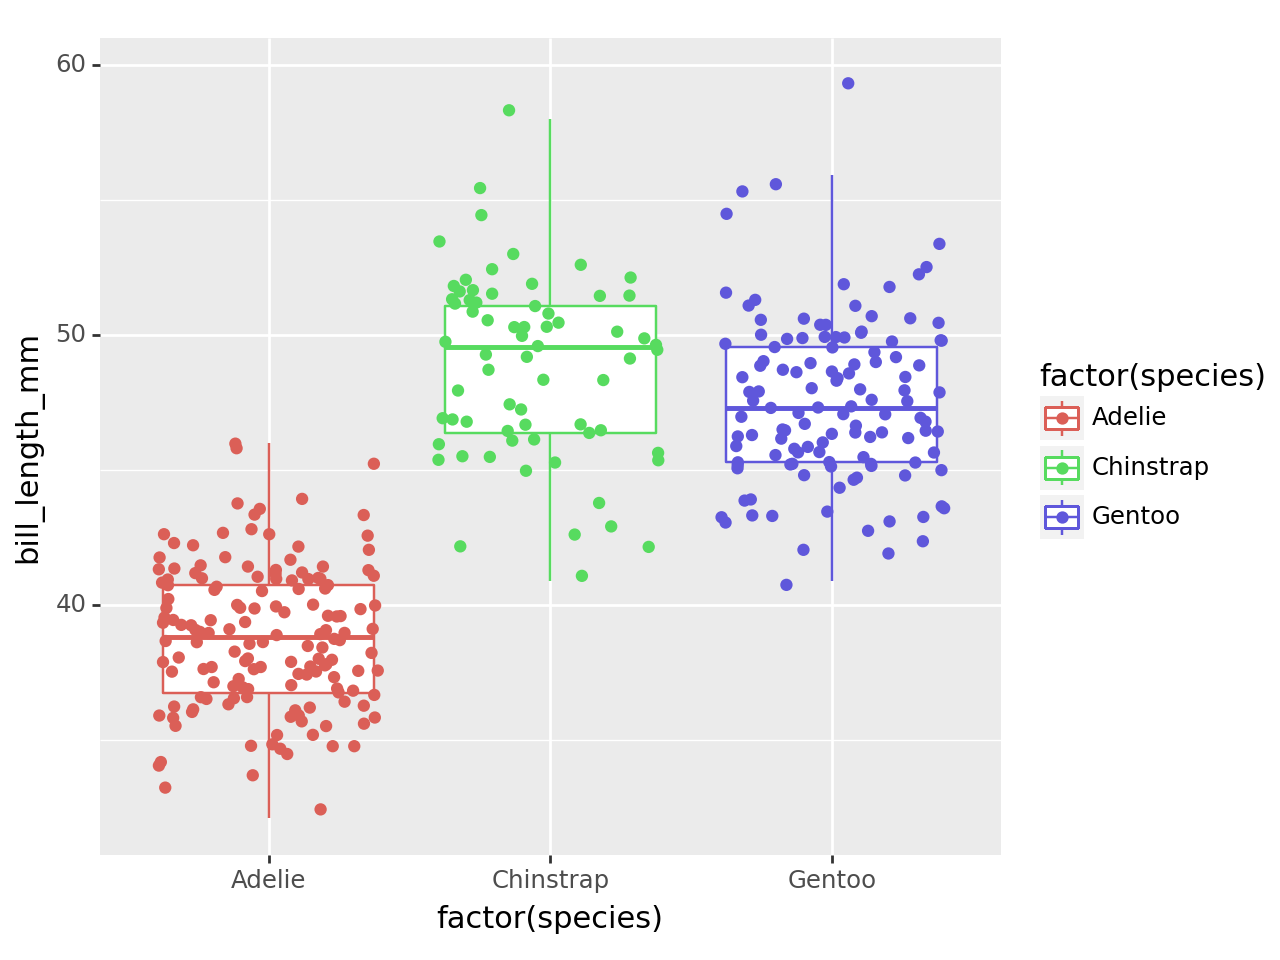 60
50
40
bill_length_mm
Adelie
Chinstrap
Gentoo
factor(species)
factor(species)
Adelie
Chinstrap
Gentoo